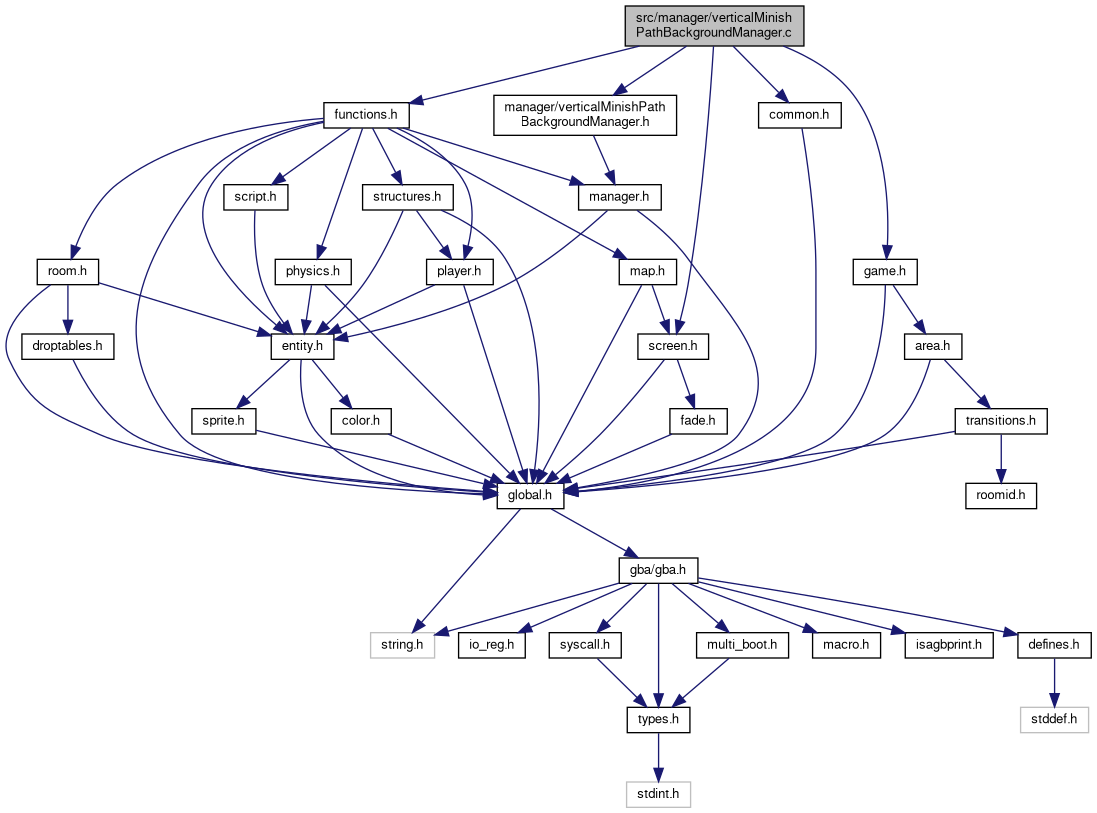 src/manager/verticalMinish
PathBackgroundManager.c
functions.h
manager/verticalMinishPath
BackgroundManager.h
common.h
script.h
structures.h
manager.h
room.h
physics.h
player.h
map.h
game.h
droptables.h
entity.h
screen.h
area.h
sprite.h
color.h
fade.h
transitions.h
global.h
roomid.h
gba/gba.h
string.h
io_reg.h
syscall.h
multi_boot.h
macro.h
isagbprint.h
defines.h
types.h
stddef.h
stdint.h